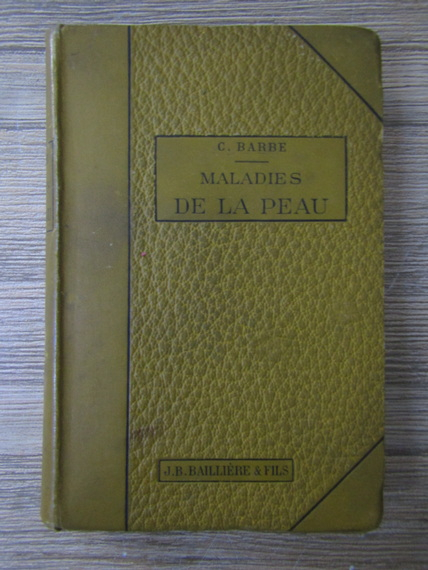 C. BARBE
MALADIES
DE LA PEAU
J. B. BAILLIÈRE & FILS